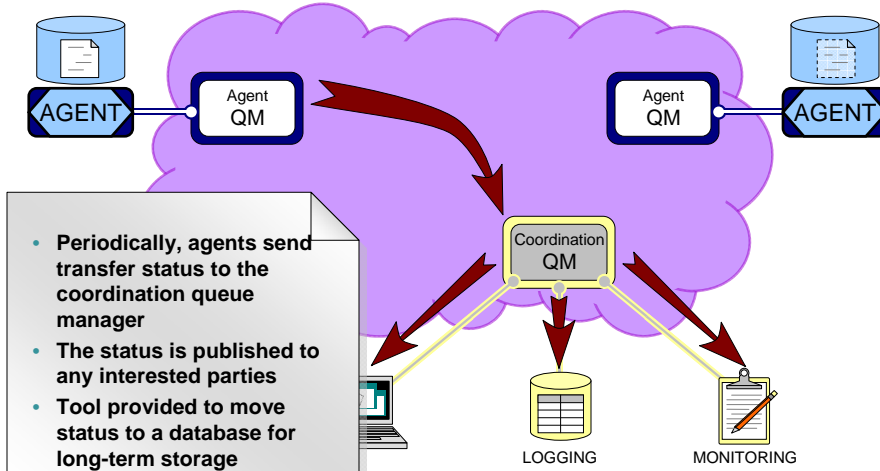 AGENT
Agent
QM
Agent
QM
AGENT
Coordination
QM
• Periodically, agents send
transfer status to the
coordination queue
manager
• The status is published to
any interested parties
• Tool provided to move
status to a database for
long-term storage
LOGGING
MONITORING